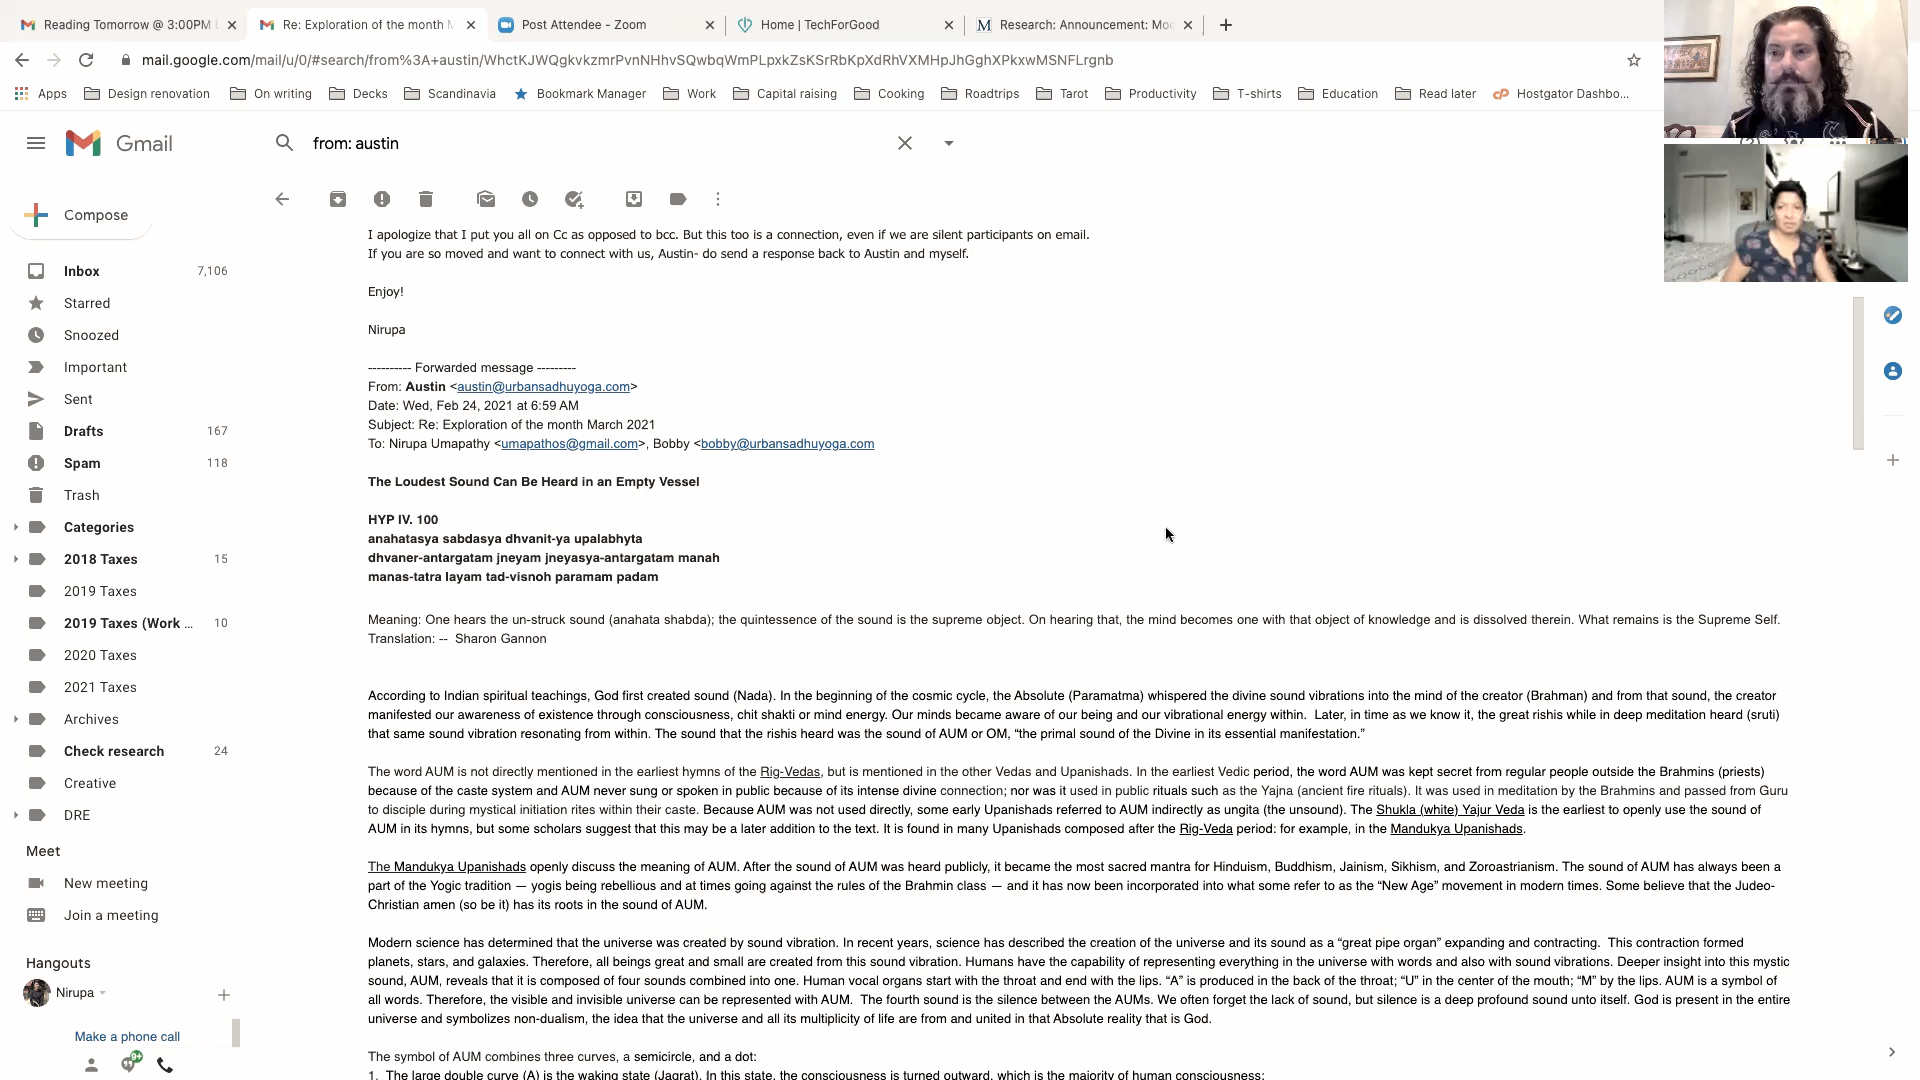 Reading Tomorrow @ 3:00PM
Re: Exploration of the month
Post Attendee - Zoom
Home | TechForGood
Research: Announcement: Mo
mail.google.com/mail/u/0/#search/from%3A+austin/WhctKJWQgkvkzmrPvnNHhvSQwbqWmPLpxkZsKSrRbKpXdRhVXMHpJhGghXPkxwMSNFLrgnb
Apps
Design renovation
On writing
Decks
Scandinavia
Bookmark Manager
Work
Capital raising
Cooking
Roadtrips
Tarot
Productivity
T-shirts
Education
Read later
Hostgator Dashbo...
Gmail
from: austin
Compose
Inbox 7,106
Starred
Snoozed
Important
Sent
Drafts 167
Spam 118
Trash
Categories
2018 Taxes 15
2019 Taxes
2019 Taxes (Work ... 10
2020 Taxes
2021 Taxes
Archives
Check research 24
Creative
DRE
Meet
New meeting
Join a meeting
Hangouts
Nirupa
Make a phone call
9+
I apologize that I put you all on Cc as opposed to bcc. But this too is a connection, even if we are silent participants on email.
If you are so moved and want to connect with us, Austin- do send a response back to Austin and myself.
Enjoy!
Nirupa
---------- Forwarded message ---------
From: Austin <austin@urbansadhuyoga.com>
Date: Wed, Feb 24, 2021 at 6:59 AM
Subject: Re: Exploration of the month March 2021
To: Nirupa Umapathy <umapathos@gmail.com>, Bobby <bobby@urbansadhuyoga.com
The Loudest Sound Can Be Heard in an Empty Vessel
HYP IV. 100
anahatasya sabdasya dhvanit-ya upalabhyta
dhvaner-antargatam jneyam jneyasya-antargatam manah
manas-tatra layam tad-visnoh paramam padam
Meaning: One hears the un-struck sound (anahata shabda); the quintessence of the sound is the supreme object. On hearing that, the mind becomes one with that object of knowledge and is dissolved therein. What remains is the Supreme Self.
Translation: -- Sharon Gannon
According to Indian spiritual teachings, God first created sound (Nada). In the beginning of the cosmic cycle, the Absolute (Paramatma) whispered the divine sound vibrations into the mind of the creator (Brahman) and from that sound, the creator
manifested our awareness of existence through consciousness, chit shakti or mind energy. Our minds became aware of our being and our vibrational energy within. Later, in time as we know it, the great rishis while in deep meditation heard (sruti)
that same sound vibration resonating from within. The sound that the rishis heard was the sound of AUM or OM, “the primal sound of the Divine in its essential manifestation.”
The word AUM is not directly mentioned in the earliest hymns of the Rig-Vedas, but is mentioned in the other Vedas and Upanishads. In the earliest Vedic period, the word AUM was kept secret from regular people outside the Brahmins (priests)
because of the caste system and AUM never sung or spoken in public because of its intense divine connection; nor was it used in public rituals such as the Yajna (ancient fire rituals). It was used in meditation by the Brahmins and passed from Guru
to disciple during mystical initiation rites within their caste. Because AUM was not used directly, some early Upanishads referred to AUM indirectly as ungita (the unsound). The Shukla (white) Yajur Veda is the earliest to openly use the sound of
AUM in its hymns, but some scholars suggest that this may be a later addition to the text. It is found in many Upanishads composed after the Rig-Veda period: for example, in the Mandukya Upanishads.
The Mandukya Upanishads openly discuss the meaning of AUM. After the sound of AUM was heard publicly, it became the most sacred mantra for Hinduism, Buddhism, Jainism, Sikhism, and Zoroastrianism. The sound of AUM has always been a
part of the Yogic tradition — yogis being rebellious and at times going against the rules of the Brahmin class — and it has now been incorporated into what some refer to as the “New Age” movement in modern times. Some believe that the Judeo-
Christian amen (so be it) has its roots in the sound of AUM.
Modern science has determined that the universe was created by sound vibration. In recent years, science has described the creation of the universe and its sound as a “great pipe organ” expanding and contracting. This contraction formed
planets, stars, and galaxies. Therefore, all beings great and small are created from this sound vibration. Humans have the capability of representing everything in the universe with words and also with sound vibrations. Deeper insight into this mystic
sound, AUM, reveals that it is composed of four sounds combined into one. Human vocal organs start with the throat and end with the lips. “A” is produced in the back of the throat; “U” in the center of the mouth; “M” by the lips. AUM is a symbol of
all words. Therefore, the visible and invisible universe can be represented with AUM. The fourth sound is the silence between the AUMs. We often forget the lack of sound, but silence is a deep profound sound unto itself. God is present in the entire
universe and symbolizes non-dualism, the idea that the universe and all its multiplicity of life are from and united in that Absolute reality that is God.
The symbol of AUM combines three curves, a semicircle, and a dot:
1. The large double curve (A) is the waking state (Jagrat). In this state, the consciousness is turned outward, which is the majority of human consciousness;